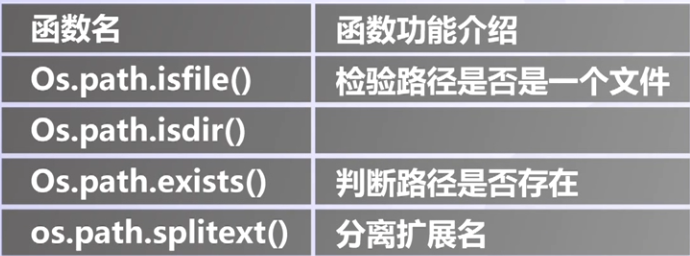 函数名 函数功能介绍
Os.path.isfile() 检验路径是否是一个文件
Os.path.isdir()
Os.path.exists() 判断路径是否存在
os.path.splitext() 分离扩展名